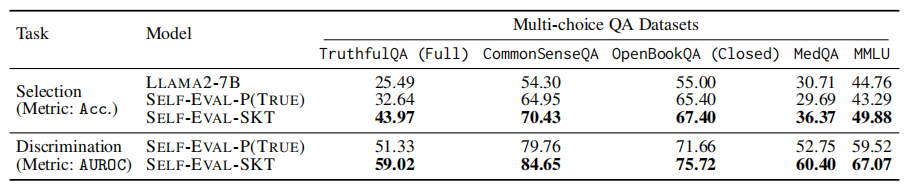 Task Model Multi-choice QA Datasets
TruthfulQA (Full) CommonSenseQA OpenBookQA (Closed) MedQA MMLU
Selection (Metric: Acc.)
LLAMA2-7B 25.49 54.30 55.00 30.71 44.76
SELF-EVAL-P(TRUE) 32.64 64.95 65.40 29.69 43.29
SELF-EVAL-SKT 43.97 70.43 67.40 36.37 49.88
Discrimination (Metric: AUROC)
SELF-EVAL-P(TRUE) 51.33 79.76 71.66 52.75 59.52
SELF-EVAL-SKT 59.02 84.65 75.72 60.40 67.07